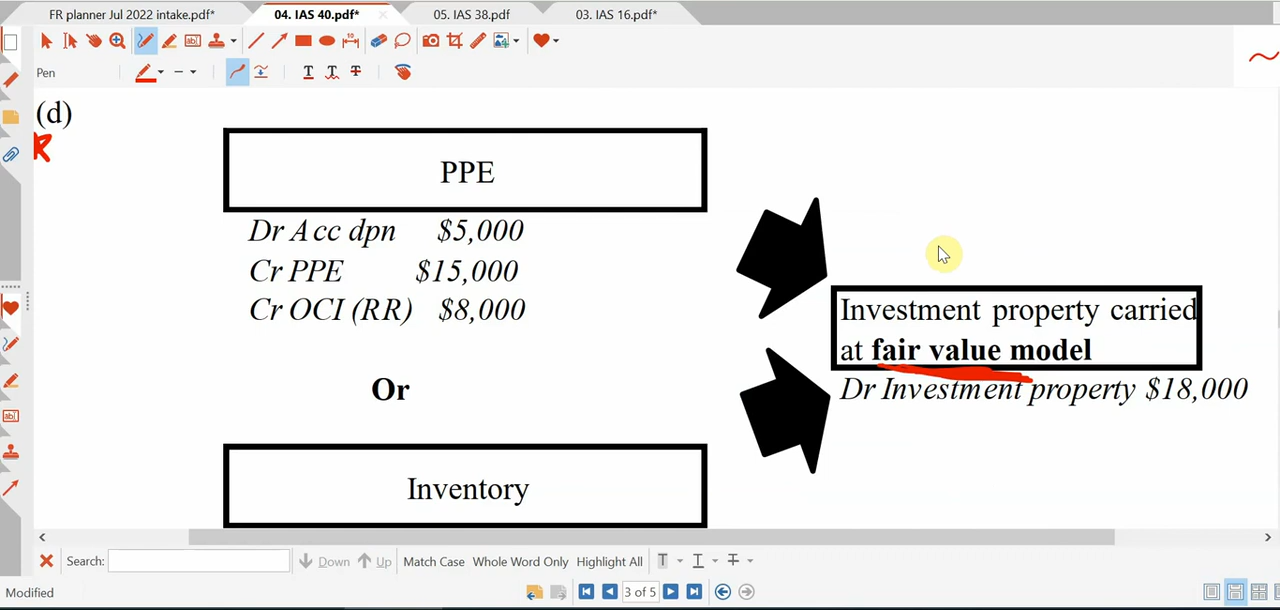 FR planner Jul 2022 intake.pdf*
04. IAS 40.pdf*
05. IAS 38.pdf
03. IAS 16.pdf*
Pen
(d)
PPE
Dr Acc dpn $5,000
Cr PPE $15,000
Cr OCI (RR) $8,000
Investment property carried
at fair value model
Dr Investment property $18,000
Or
Inventory
Search:
Down
Up
Match Case
Whole Word Only
Highlight All
Modified
3 of 5